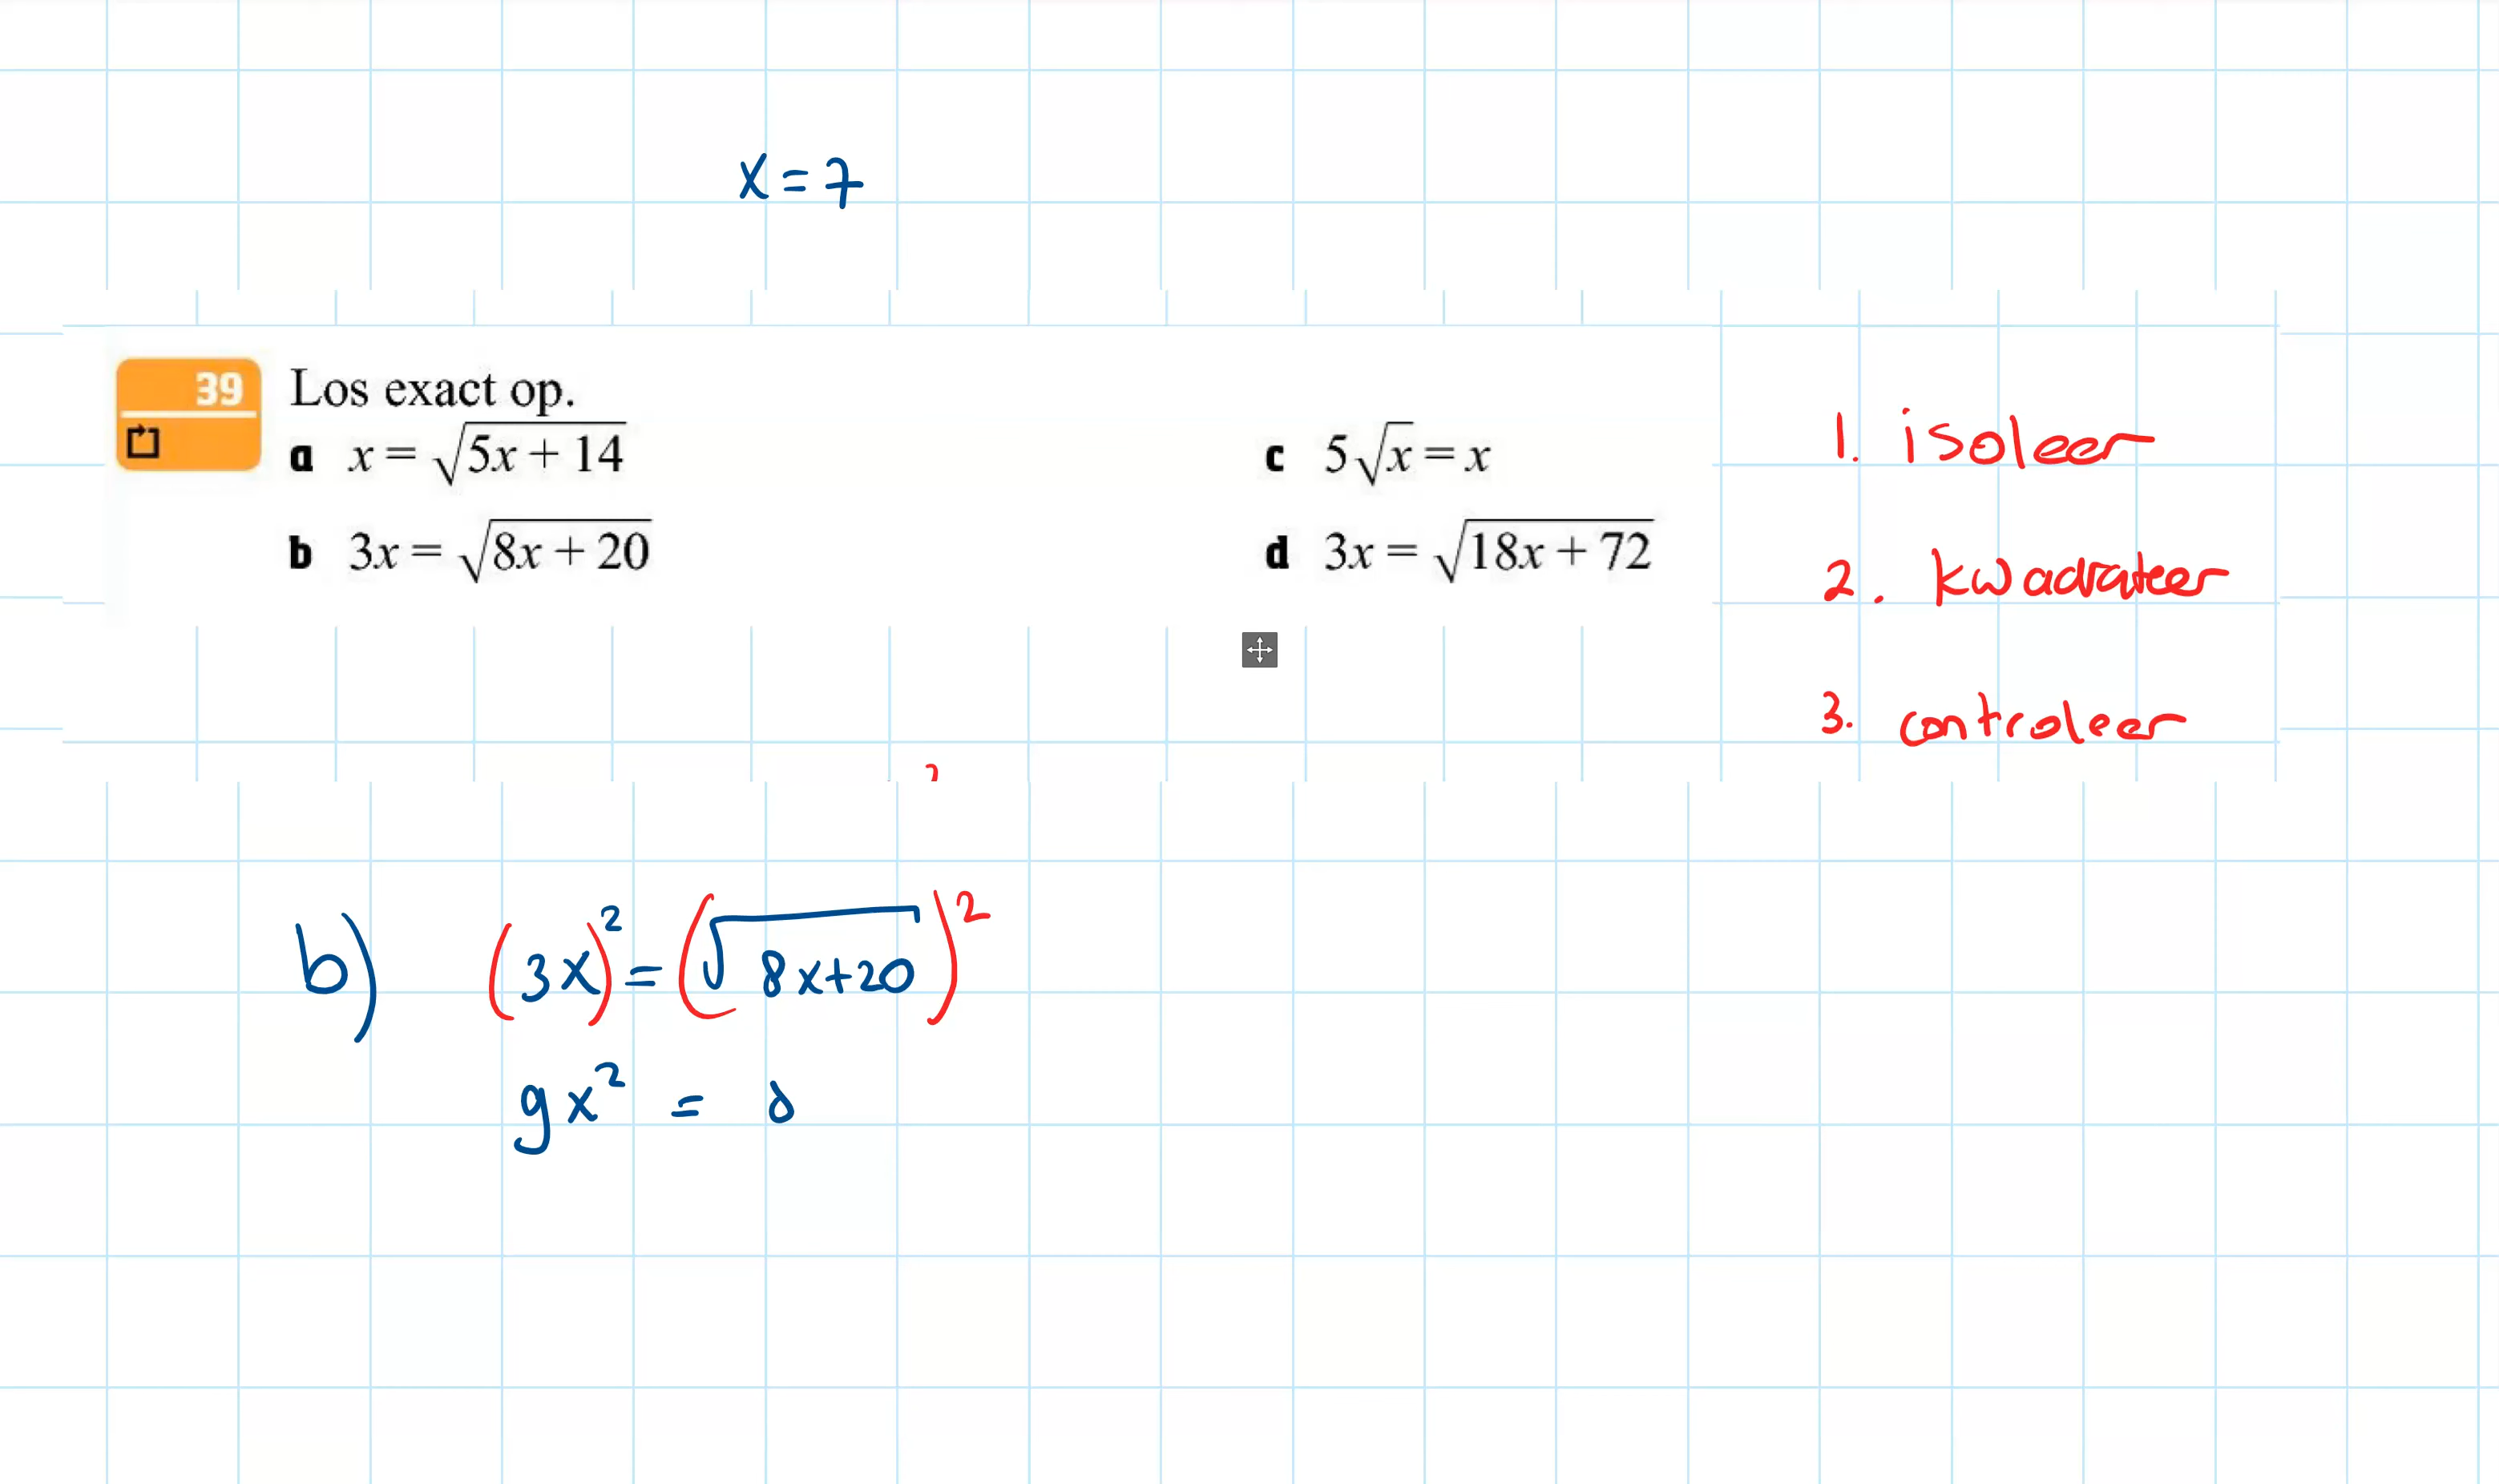 x = 7
39 Los exact op.
a x = √(5x + 14)
c 5√x = x
b 3x = √(8x + 20)
d 3x = √(18x + 72)
1. isoleer
2. kwadrateer
3. controleer
b) (3x)² = (√(8x+20))²
9x² = 8